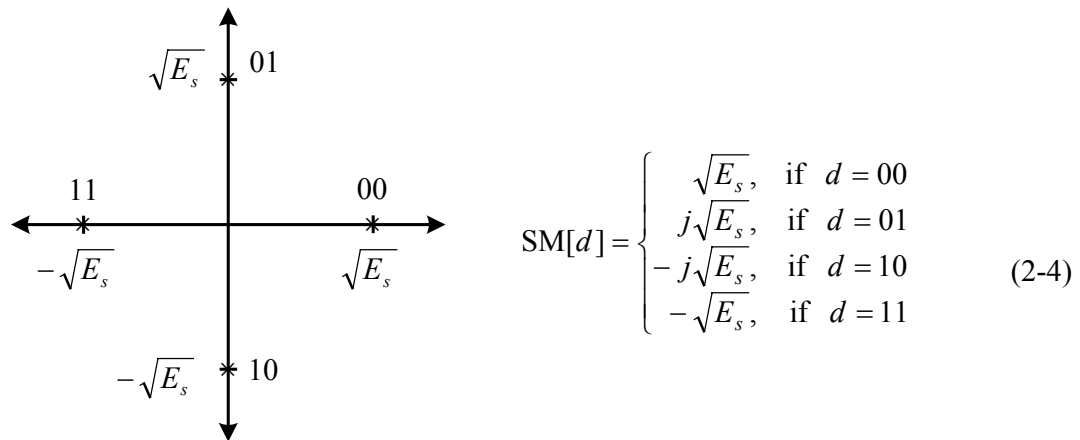 √E_s 01
11 00
−√E_s √E_s
−√E_s 10
SM[d] = { √E_s, if d = 00
j√E_s, if d = 01
−j√E_s, if d = 10
−√E_s, if d = 11
(2-4)